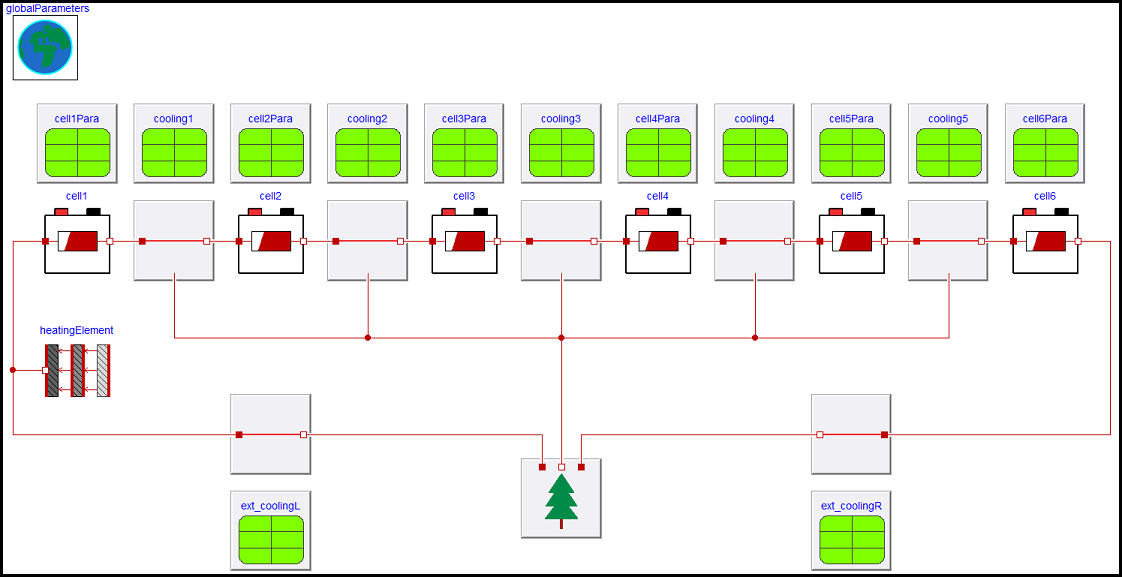 globalParameters
cell1Para cooling1 cell2Para cooling2 cell3Para cooling3 cell4Para cooling4 cell5Para cooling5 cell6Para
cell1 cell2 cell3 cell4 cell5 cell6
heatingElement
ext_coolingL ext_coolingR